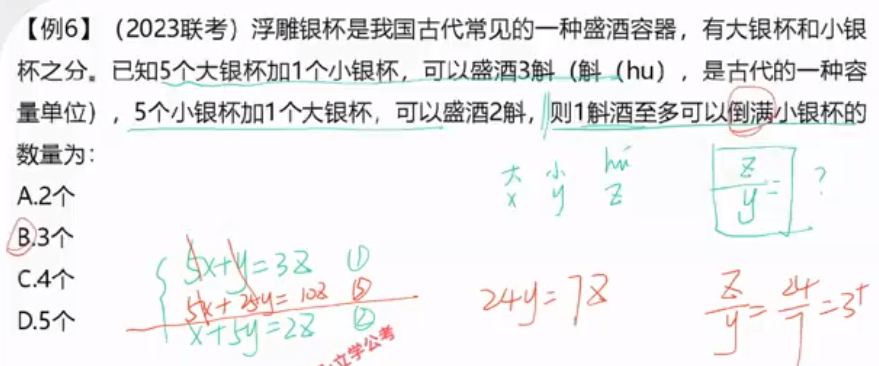 【例6】（2023联考）浮雕银杯是我国古代常见的一种盛酒容器，有大银杯和小银
杯之分。已知5个大银杯加1个小银杯，可以盛酒3斛（斛（hu），是古代的一种容
量单位），5个小银杯加1个大银杯，可以盛酒2斛，则1斛酒至多可以倒满小银杯的
数量为：
大 小 hú
x y z
z/y = ?
A.2个
B.3个
C.4个
D.5个
5x+y=3z ①
5x+25y=10z ③
x+5y=2z ②
24y=7z
z/y=24/7=3+
立学公考